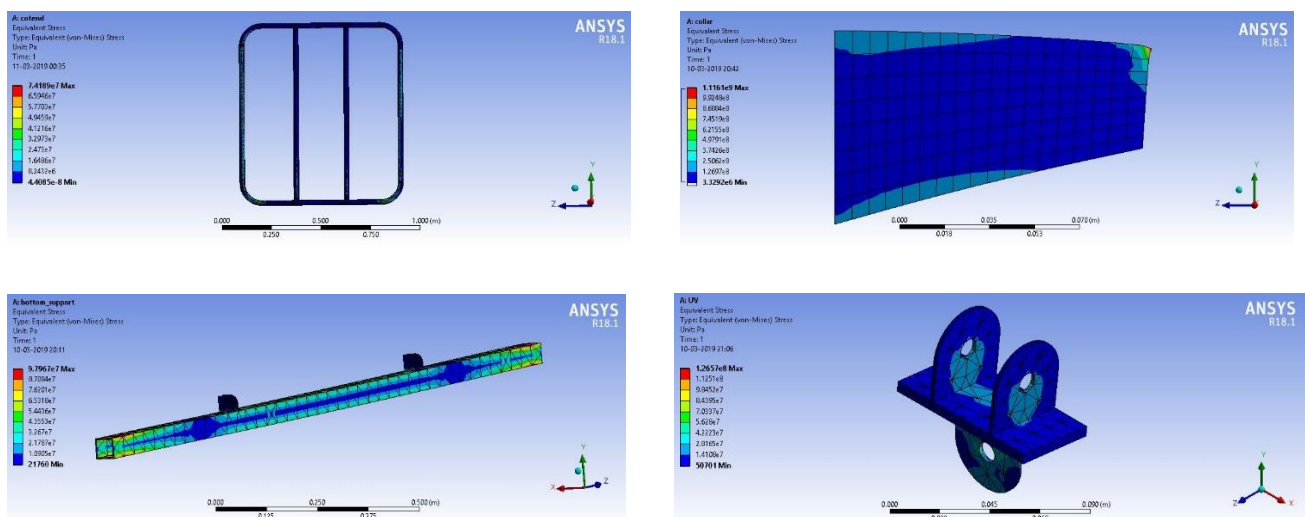 A: cotend
Equivalent Stress
Type: Equivalent (von-Mises) Stress
Unit: Pa
Time: 1
11-03-2019 00:35
7.4189e7 Max
6.5946e7
5.7703e7
4.9459e7
4.1216e7
3.2973e7
2.473e7
1.6486e7
8.2432e6
4.4085e-8 Min
ANSYS
R18.1
Y
Z
0.000
0.500
1.000 (m)
0.250
0.750
A: collar
Equivalent Stress
Type: Equivalent (von-Mises) Stress
Unit: Pa
Time: 1
10-03-2019 20:42
1.1161e9 Max
9.9248e8
8.6884e8
7.4519e8
6.2155e8
4.9791e8
3.7426e8
2.5062e8
1.2697e8
3.3292e6 Min
ANSYS
R18.1
Y
Z
0.000
0.035
0.070 (m)
0.018
0.053
A: bottom_support
Equivalent Stress
Type: Equivalent (von-Mises) Stress
Unit: Pa
Time: 1
10-03-2019 20:11
9.7967e7 Max
8.7084e7
7.6201e7
6.5318e7
5.4436e7
4.3553e7
3.267e7
2.1787e7
1.0905e7
21760 Min
ANSYS
R18.1
Y
X
Z
0.000
0.250
0.500 (m)
0.125
0.375
A: UV
Equivalent Stress
Type: Equivalent (von-Mises) Stress
Unit: Pa
Time: 1
10-03-2019 21:06
1.2657e8 Max
1.1251e8
9.8452e7
8.4395e7
7.0337e7
5.628e7
4.2223e7
2.8165e7
1.4108e7
50701 Min
ANSYS
R18.1
Y
Z
X
0.000
0.045
0.090 (m)